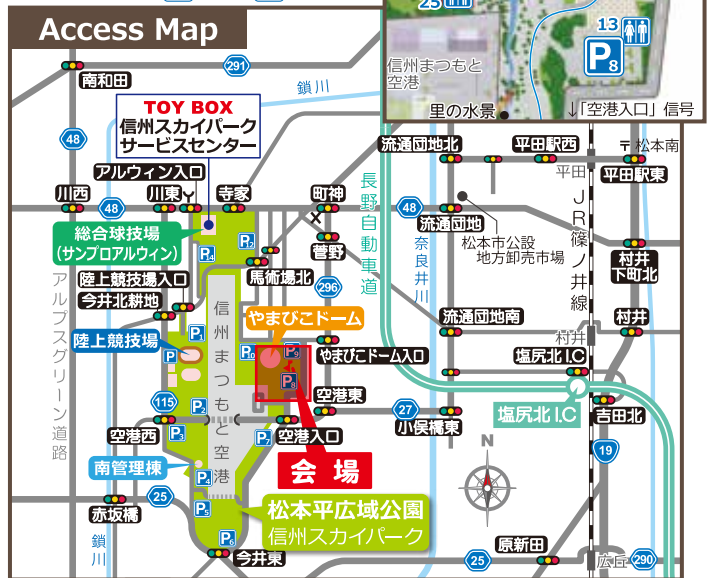 Access Map
25
13
P8
信州まつもと
空港
里の水景
↓「空港入口」信号
291
南和田
鎖川
48
TOY BOX
信州スカイパーク
サービスセンター
流通団地北
平田駅西
〒松本南
平田
平田駅東
アルウィン入口
川西
48
川東
寺家
町神
48
流通団地
長野自動車道
奈良井川
JR篠ノ井線
松本市公設
地方卸売市場
総合球技場
(サンプロアルウィン)
P4
P7
菅野
村井
下町北
陸上競技場入口
馬術場北
296
今井北耕地
アルプスグリーン道路
信州まつもと空港
やまびこドーム
流通団地南
村井
村井
P1
陸上競技場
P
P0
P9
P8
やまびこドーム入口
塩尻北I.C
115
P2
空港東
27
塩尻北I.C
吉田北
空港西
P3
P7
空港入口
小俣橋東
19
南管理棟
会場
N
P4
25
赤坂橋
P5
松本平広域公園
信州スカイパーク
鎖川
P6
今井東
原新田
25
広丘
290